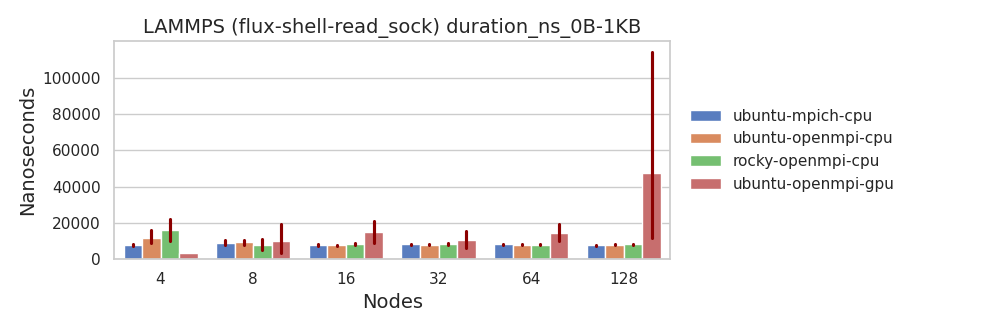 LAMMPS (flux-shell-read_sock) duration_ns_0B-1KB
Nanoseconds
100000
80000
60000
40000
20000
0
4 8 16 32 64 128
Nodes
ubuntu-mpich-cpu
ubuntu-openmpi-cpu
rocky-openmpi-cpu
ubuntu-openmpi-gpu